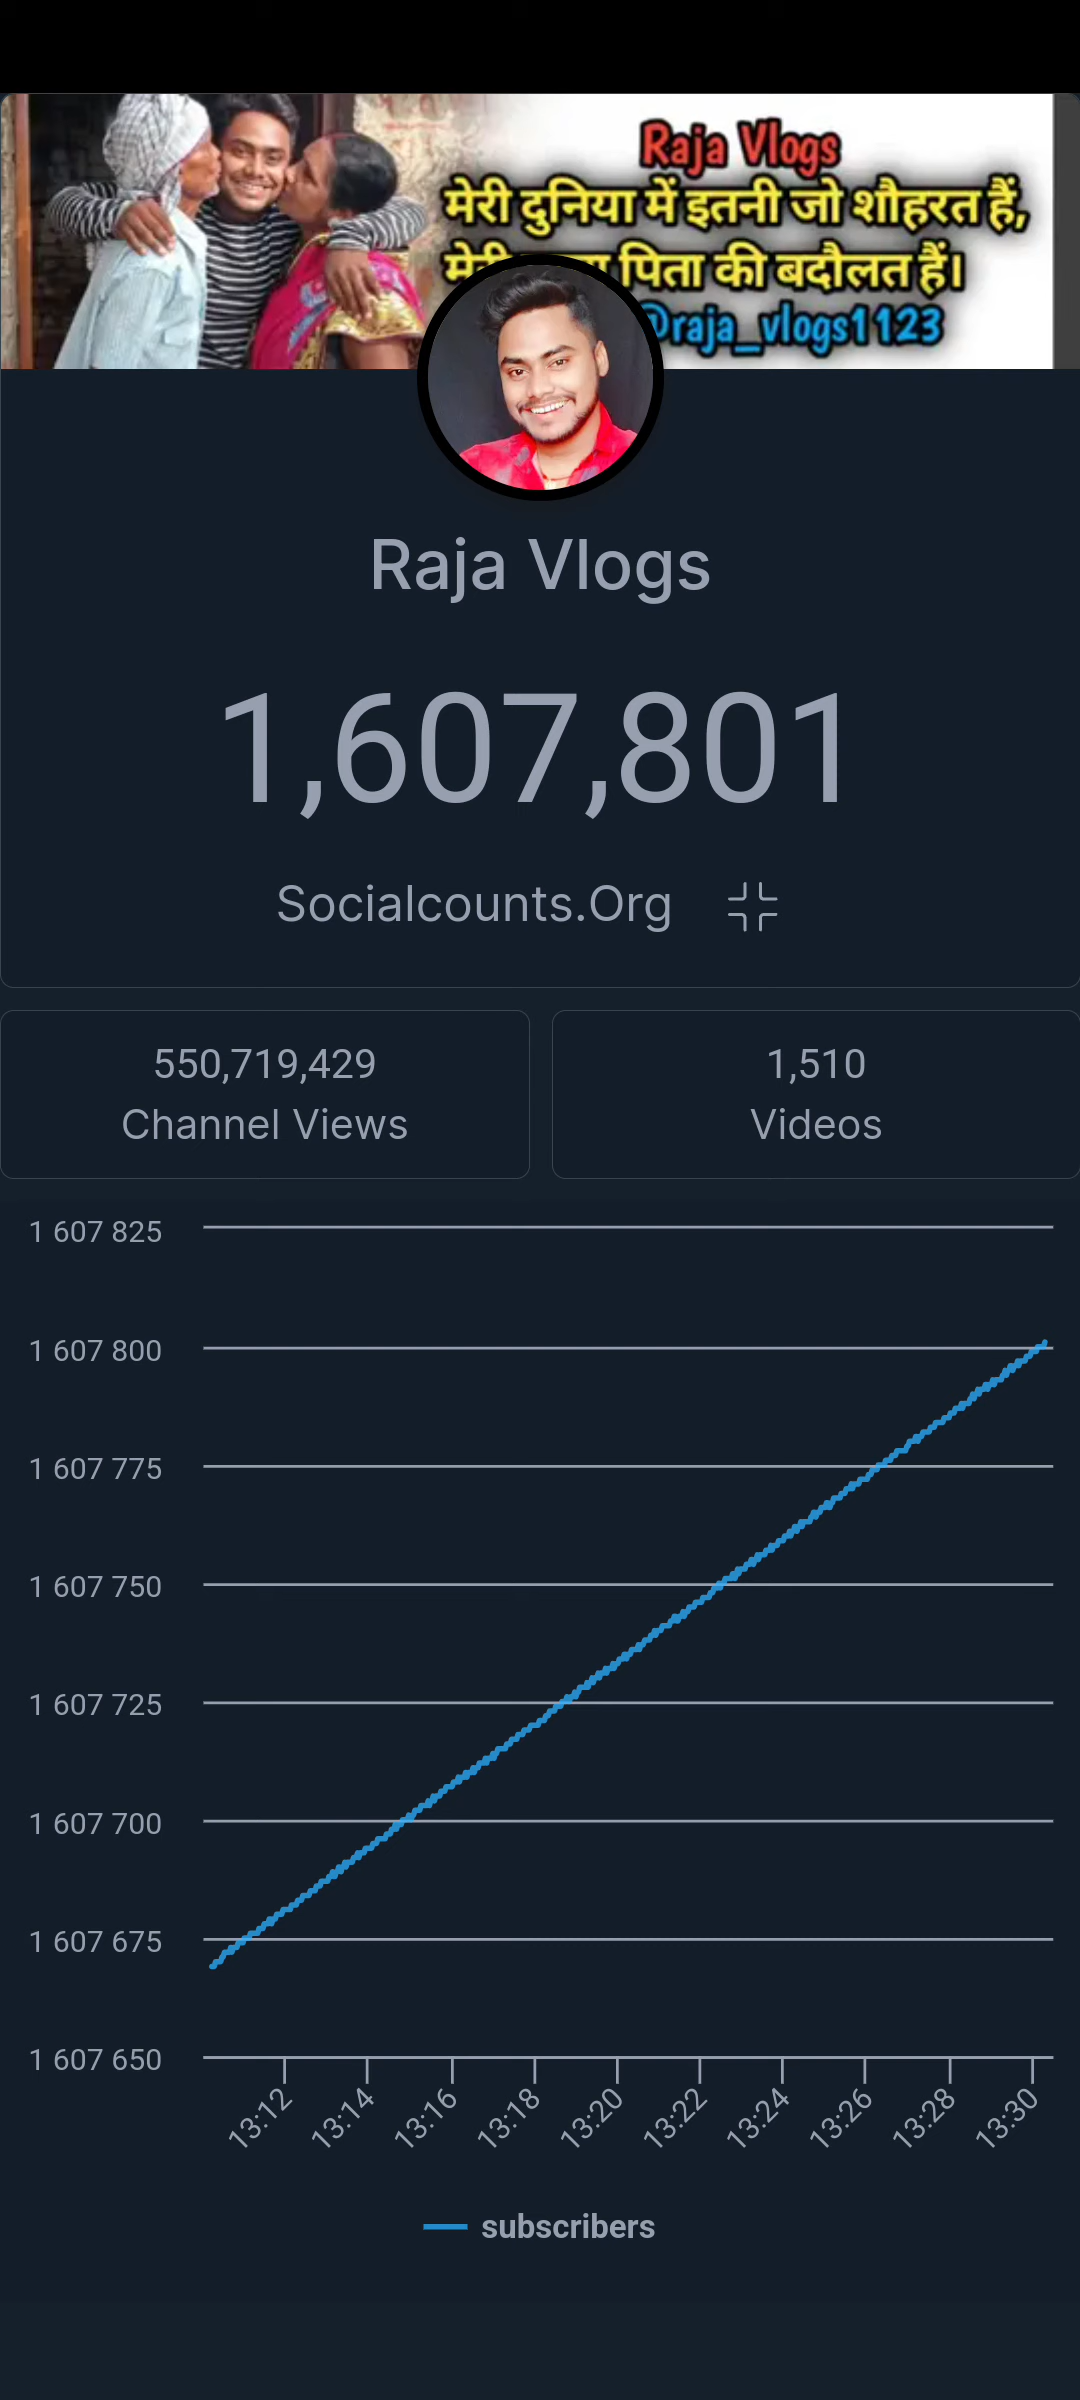 Raja Vlogs
मेरी दुनिया में इतनी जो शौहरत हैं,
मेरी पिता की बदौलत हैं।
@raja_vlogs1123
Raja Vlogs
1,607,801
Socialcounts.Org
550,719,429
Channel Views
1,510
Videos
1 607 825
1 607 800
1 607 775
1 607 750
1 607 725
1 607 700
1 607 675
1 607 650
13:12 13:14 13:16 13:18 13:20 13:22 13:24 13:26 13:28 13:30
subscribers